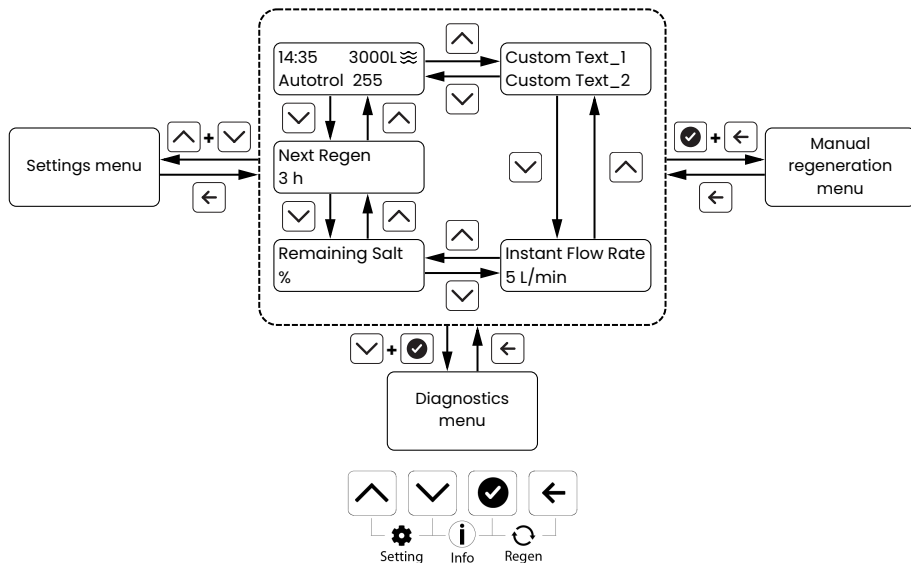 14:35 3000L
Autotrol 255
Custom Text_1
Custom Text_2
+
Settings menu
Next Regen
3 h
+
Manual
regeneration
menu
Remaining Salt
%
Instant Flow Rate
5 L/min
+
Diagnostics
menu
i
Setting
Info
Regen